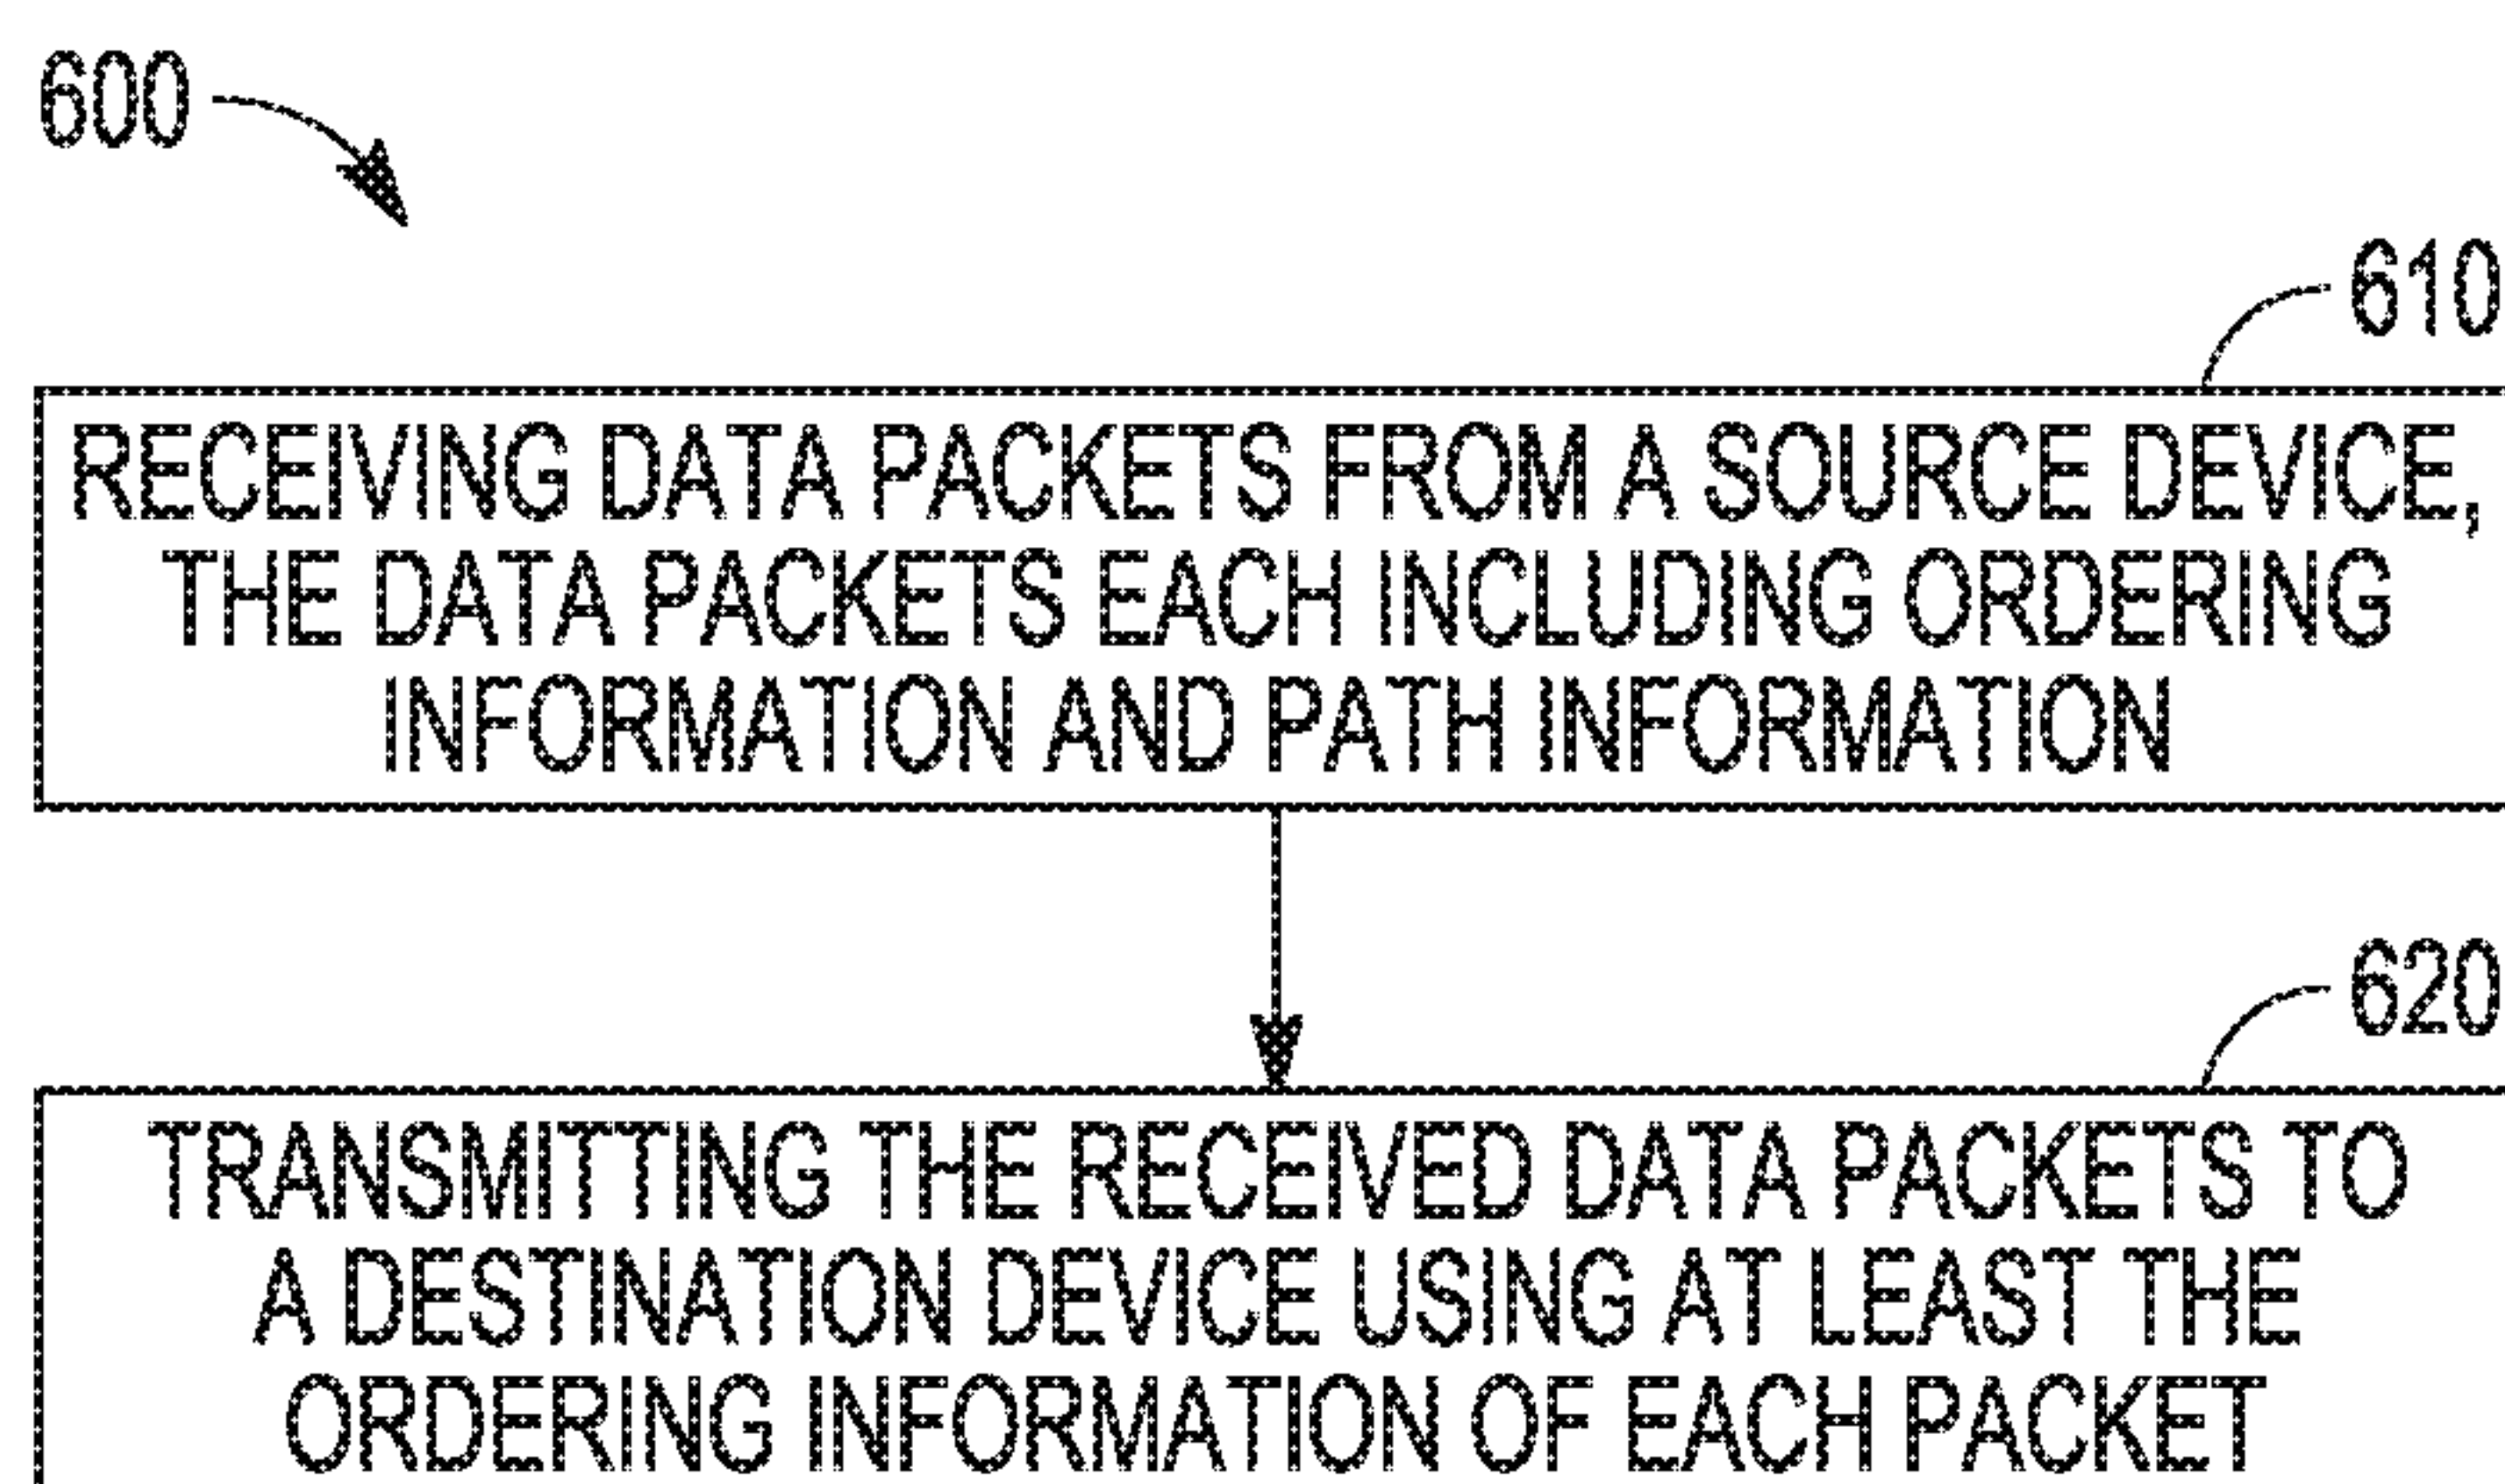 600
610
RECEIVING DATA PACKETS FROM A SOURCE DEVICE,
THE DATA PACKETS EACH INCLUDING ORDERING
INFORMATION AND PATH INFORMATION
620
TRANSMITTING THE RECEIVED DATA PACKETS TO
A DESTINATION DEVICE USING AT LEAST THE
ORDERING INFORMATION OF EACH PACKET